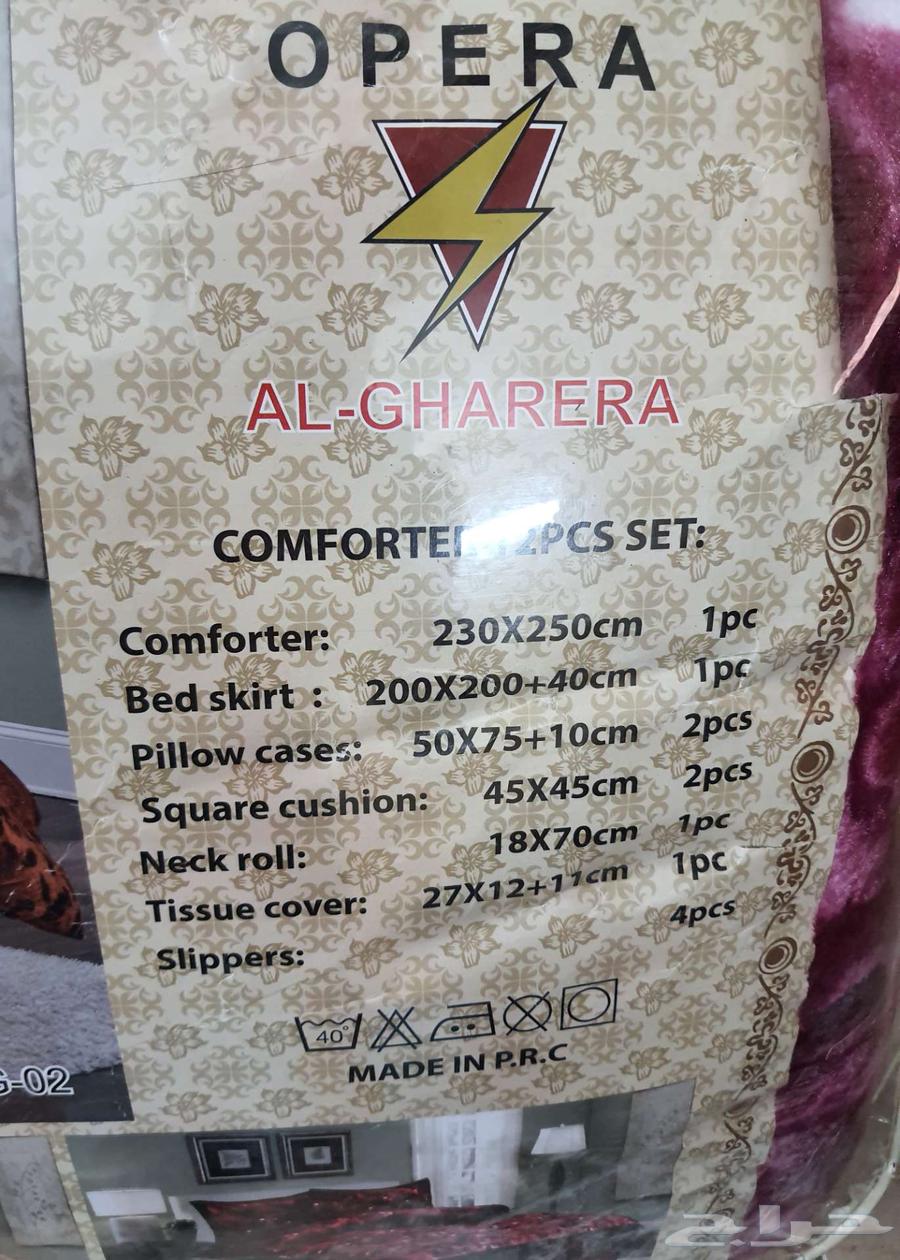 OPERA
AL-GHARERA
COMFORTER 12PCS SET:
Comforter: 230X250cm 1pc
Bed skirt : 200X200+40cm 1pc
Pillow cases: 50X75+10cm 2pcs
Square cushion: 45X45cm 2pcs
Neck roll: 18X70cm 1pc
Tissue cover: 27X12+11cm 1pc
Slippers: 4pcs
40°
MADE IN P.R.C
G-02
حراج